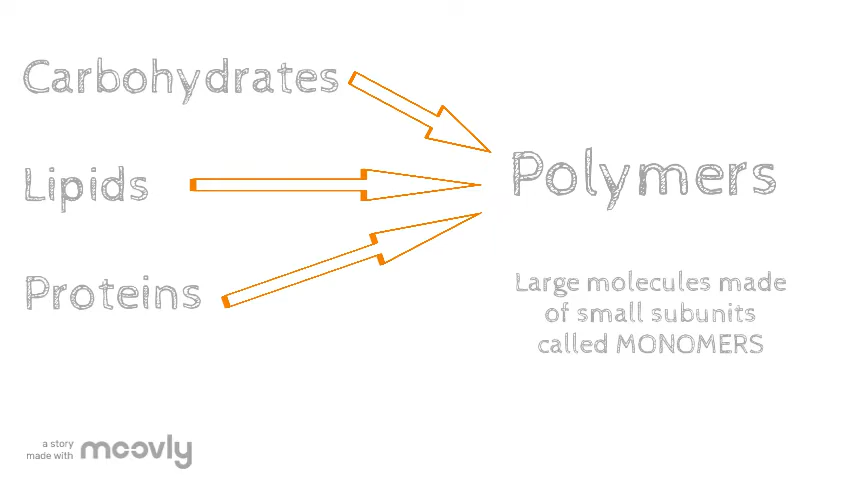 Carbohydrates
Lipids
Proteins
Polymers
Large molecules made
of small subunits
called MONOMERS
a story
made with moovly